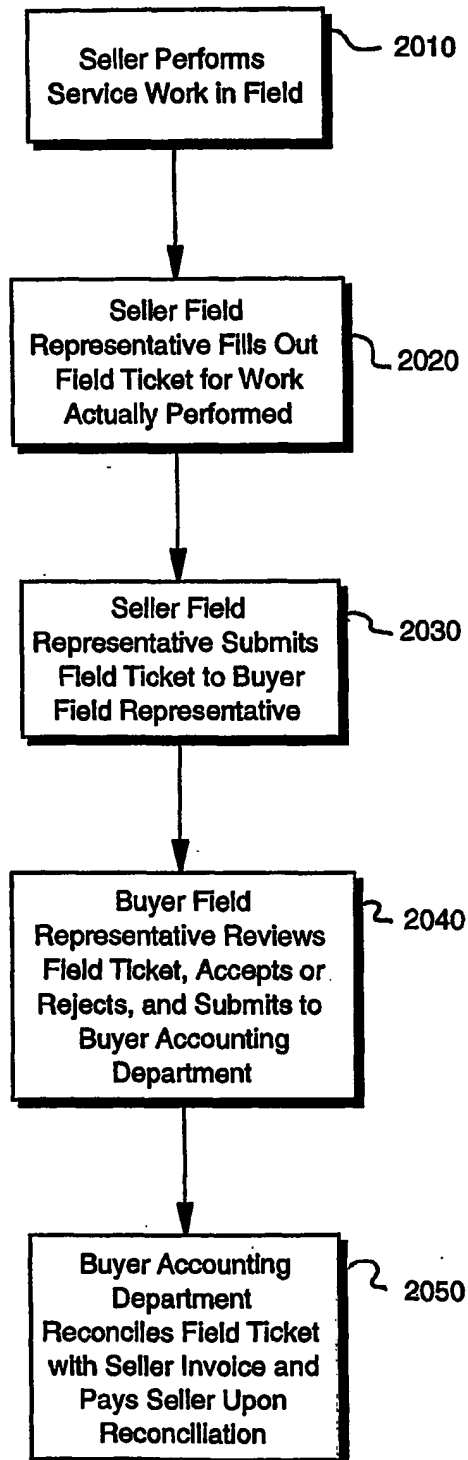 Seller Performs
Service Work in Field
2010
Seller Field
Representative Fills Out
Field Ticket for Work
Actually Performed
2020
Seller Field
Representative Submits
Field Ticket to Buyer
Field Representative
2030
Buyer Field
Representative Reviews
Field Ticket, Accepts or
Rejects, and Submits to
Buyer Accounting
Department
2040
Buyer Accounting
Department
Reconciles Field Ticket
with Seller Invoice and
Pays Seller Upon
Reconciliation
2050